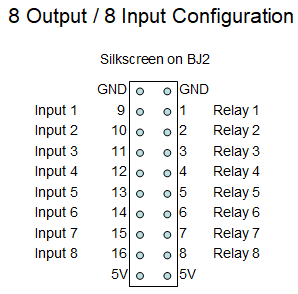 8 Output / 8 Input Configuration
Silkscreen on BJ2
GND GND
Input 1 9 1 Relay 1
Input 2 10 2 Relay 2
Input 3 11 3 Relay 3
Input 4 12 4 Relay 4
Input 5 13 5 Relay 5
Input 6 14 6 Relay 6
Input 7 15 7 Relay 7
Input 8 16 8 Relay 8
5V 5V